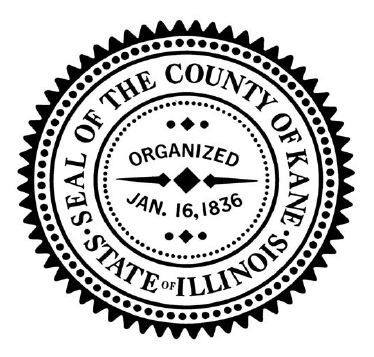 SEAL OF THE COUNTY OF KANE
STATE OF ILLINOIS
ORGANIZED
JAN. 16, 1836